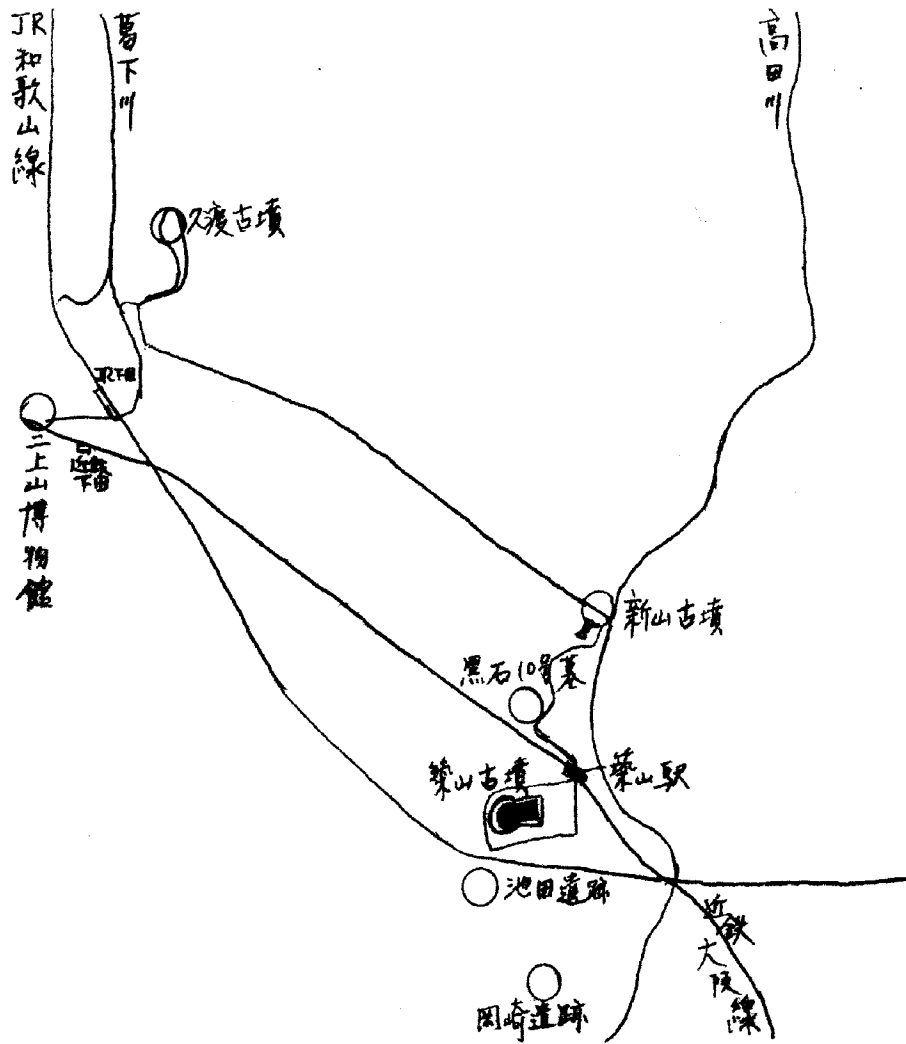 JR和歌山線
葛下川
高田川
久渡古墳
JR下田
二上山博物館
近鉄下田
新山古墳
黒石10号墓
築山古墳
築山駅
池田遺跡
近鉄大阪線
岡崎遺跡